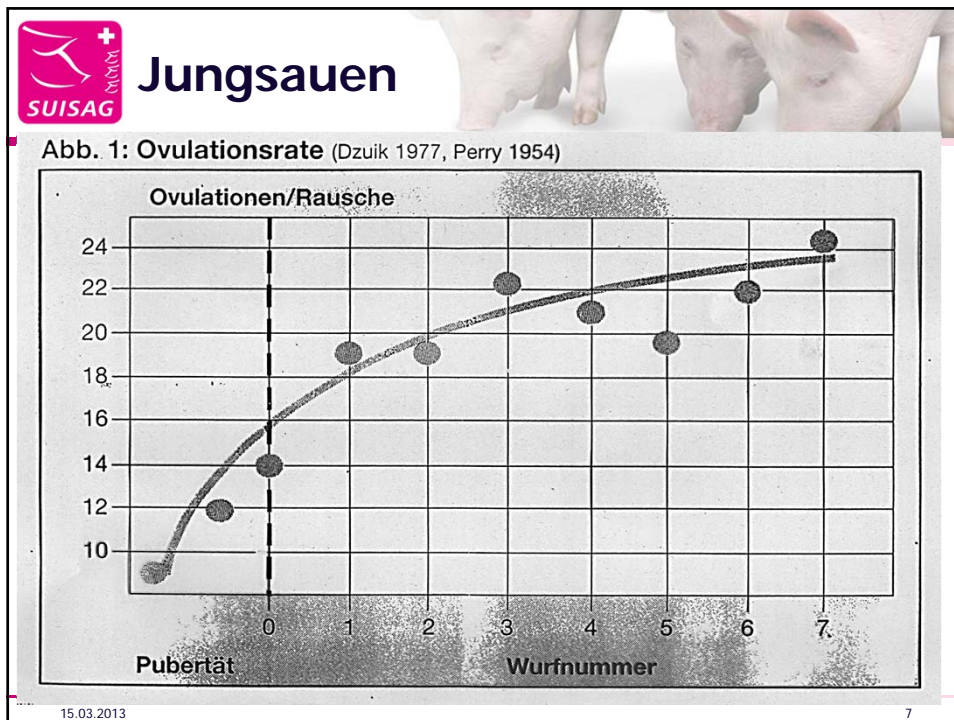 SUISAG
Jungsauen
Abb. 1: Ovulationsrate (Dzuik 1977, Perry 1954)
Ovulationen/Rausche
24
22
20
18
16
14
12
10
0 1 2 3 4 5 6 7
Pubertät Wurfnummer
15.03.2013 7